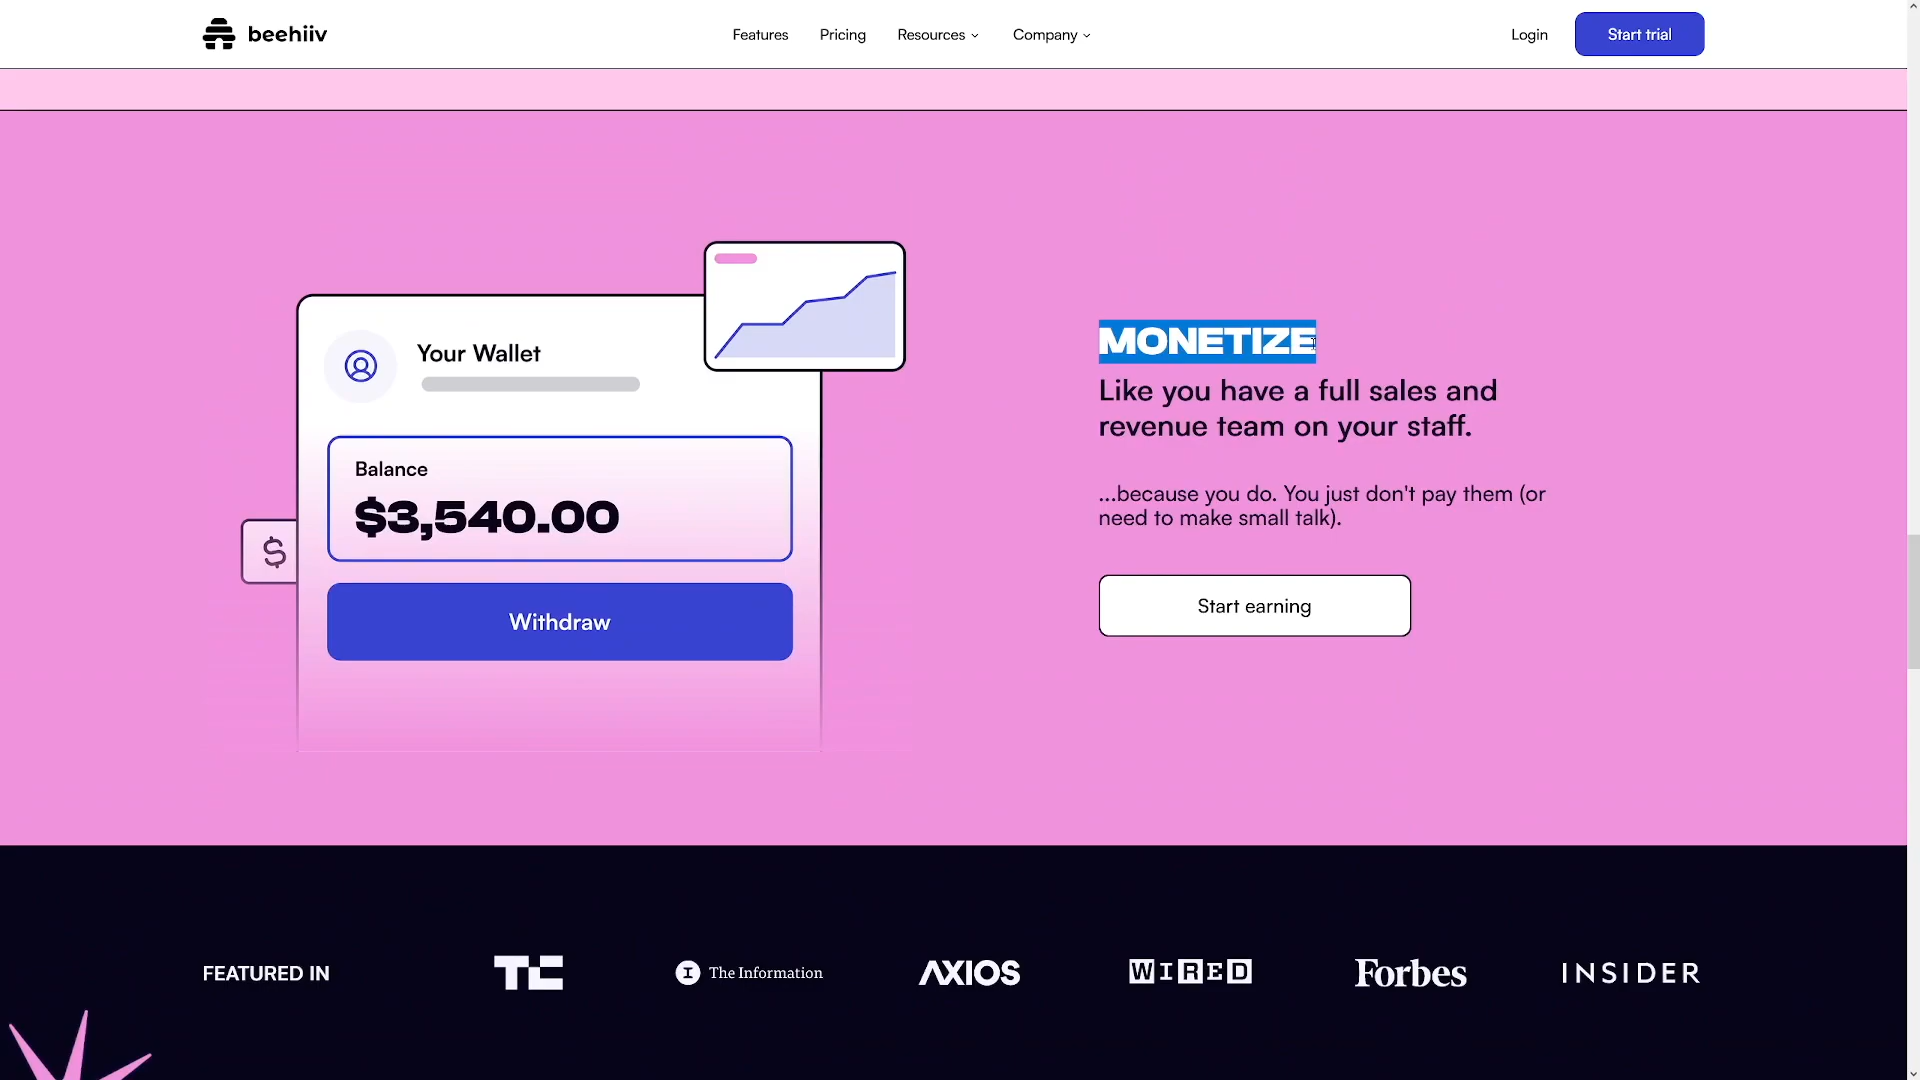 beehiiv
Features
Pricing
Resources
Company
Login
Start trial
Your Wallet
Balance
$3,540.00
$
Withdraw
MONETIZE
Like you have a full sales and
revenue team on your staff.
...because you do. You just don't pay them (or
need to make small talk).
Start earning
FEATURED IN
TC
I The Information
AXIOS
WIRED
Forbes
INSIDER